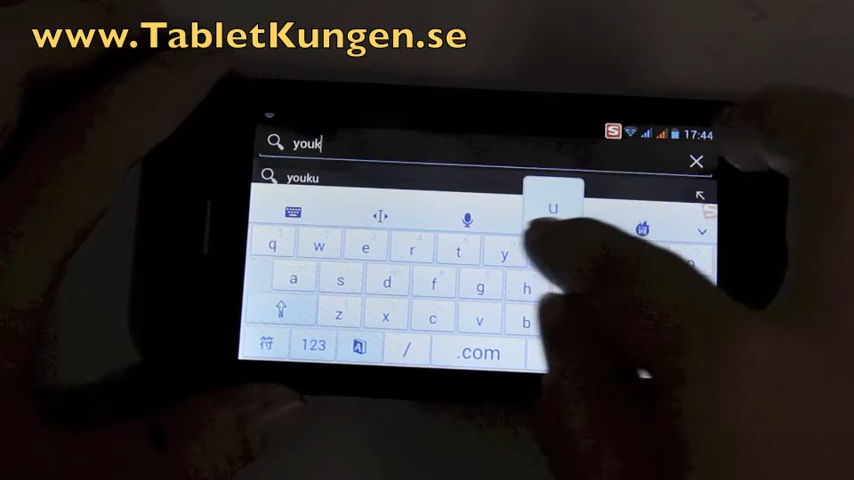 www.TabletKungen.se
S 17:44
youk
youku
u
q w e r t y
a s d f g h
z x c v b
符 123 / .com